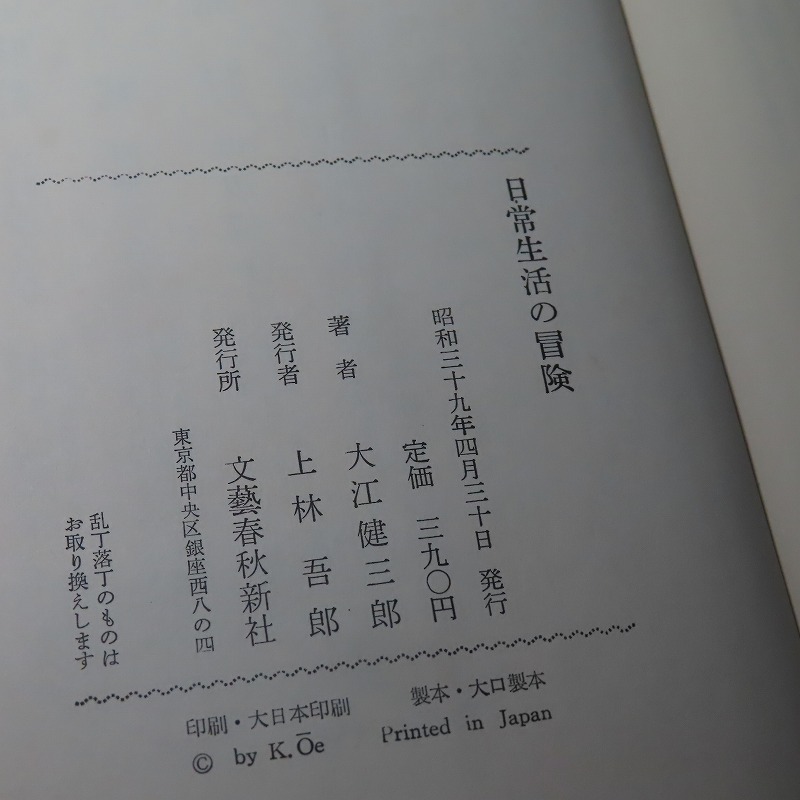 日常生活の冒険
昭和三十九年四月三十日 発行
定価 三九〇円
著者 大江健三郎
発行者 上林吾郎
発行所 文藝春秋新社
東京都中央区銀座西八の四
乱丁落丁のものは
お取り換えします
印刷・大日本印刷 製本・大口製本
© by K. Ōe Printed in Japan